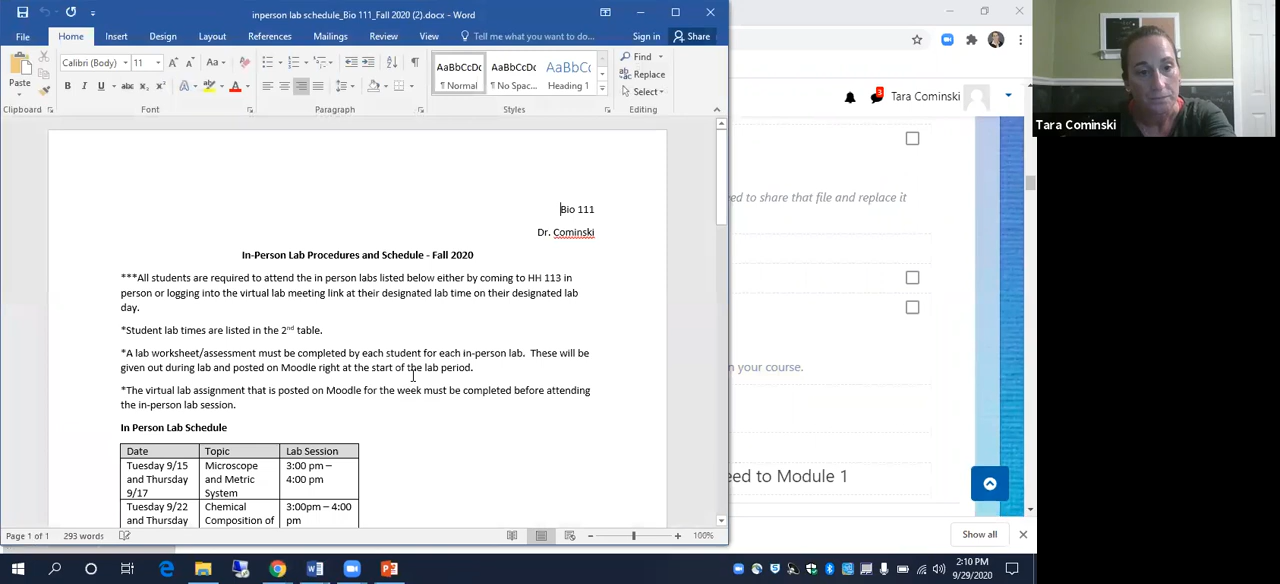 inperson lab schedule_Bio 111_Fall 2020 (2).docx - Word
File Home Insert Design Layout References Mailings Review View Tell me what you want to do... Sign in Share
Calibri (Body) 11
Paste
Clipboard Font Paragraph Styles Editing
AaBbCcDc AaBbCcDc AaBbCc
¶ Normal ¶ No Spac... Heading 1
Find
Replace
Select
Bio 111
Dr. Cominski
In-Person Lab Procedures and Schedule - Fall 2020
***All students are required to attend the in person labs listed below either by coming to HH 113 in
person or logging into the virtual lab meeting link at their designated lab time on their designated lab
day.
*Student lab times are listed in the 2nd table.
*A lab worksheet/assessment must be completed by each student for each in-person lab. These will be
given out during lab and posted on Moodle right at the start of the lab period.
*The virtual lab assignment that is posted on Moodle for the week must be completed before attending
the in-person lab session.
In Person Lab Schedule
Date Topic Lab Session
Tuesday 9/15 Microscope 3:00 pm –
and Thursday and Metric 4:00 pm
9/17 System
Tuesday 9/22 Chemical 3:00pm – 4:00
and Thursday Composition of pm
Page 1 of 1 293 words 100%
3
Tara Cominski
ed to share that file and replace it
n your course.
eed to Module 1
Show all
Tara Cominski
2:10 PM
9/29/2020